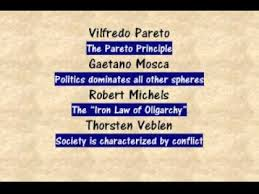 Vilfredo Pareto
The Pareto Principle
Gaetano Mosca
Politics dominates all other spheres
Robert Michels
The "Iron Law of Oligarchy"
Thorsten Veblen
Society is characterized by conflict